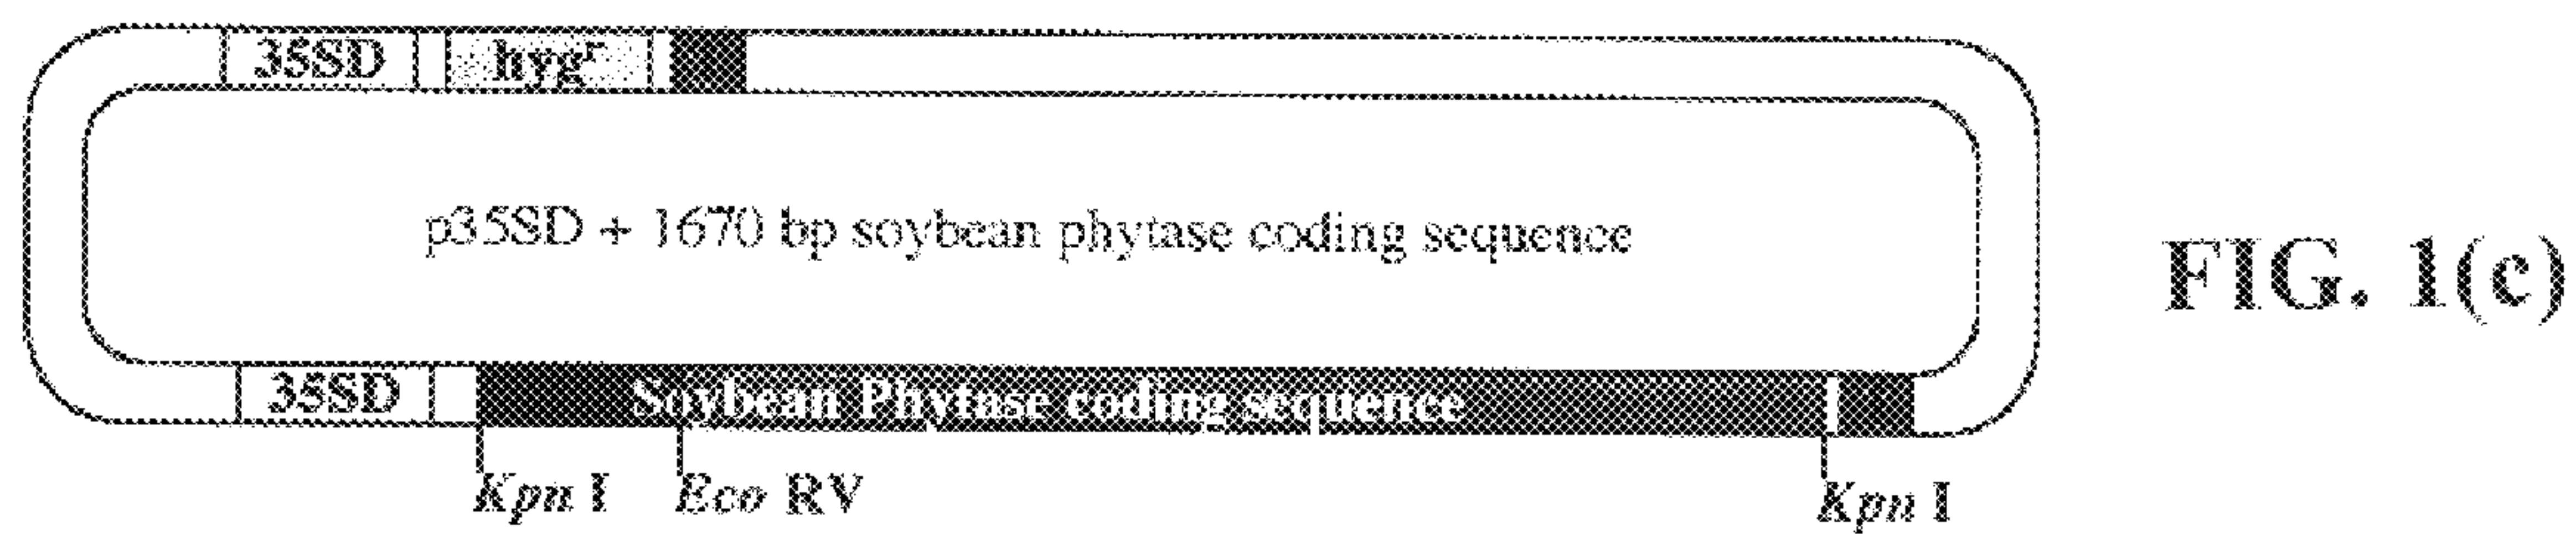 35SD hygʳ
p35SD + 1670 bp soybean phytase coding sequence
FIG. 1(c)
35SD Soybean Phytase coding sequence
Kpn I Eco RV Kpn I